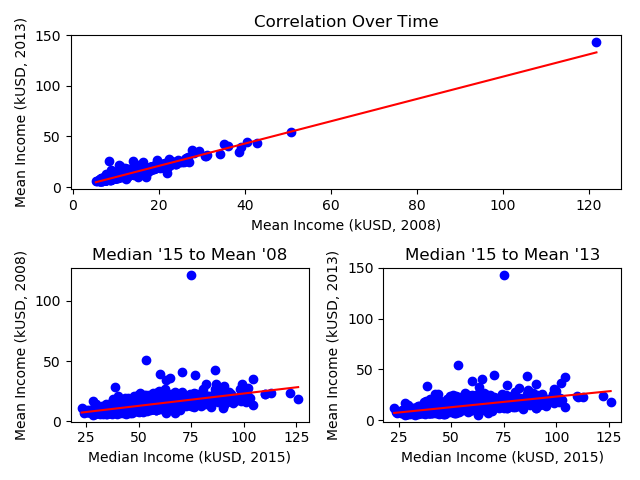 Correlation Over Time
Mean Income (kUSD, 2013)
150
100
50
0
0 20 40 60 80 100 120
Mean Income (kUSD, 2008)
Median '15 to Mean '08
Mean Income (kUSD, 2008)
100
50
0
25 50 75 100 125
Median Income (kUSD, 2015)
Median '15 to Mean '13
Mean Income (kUSD, 2013)
150
100
50
0
25 50 75 100 125
Median Income (kUSD, 2015)